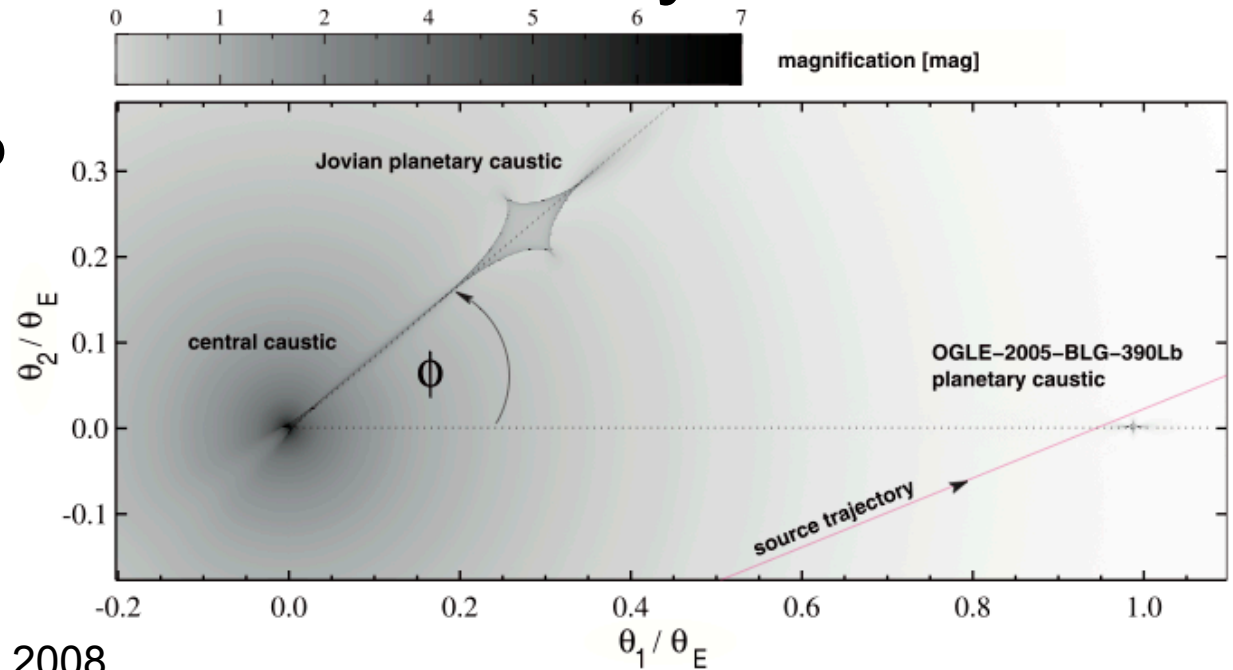 0 1 2 4 5 6 7
magnification [mag]
Jovian planetary caustic
0.3
0.2
central caustic
0.1
ϕ
OGLE–2005–BLG–390Lb
planetary caustic
0.0
-0.1
source trajectory
θ2 / θE
-0.2 0.0 0.2 0.4 0.6 0.8 1.0
θ1 / θE
2008